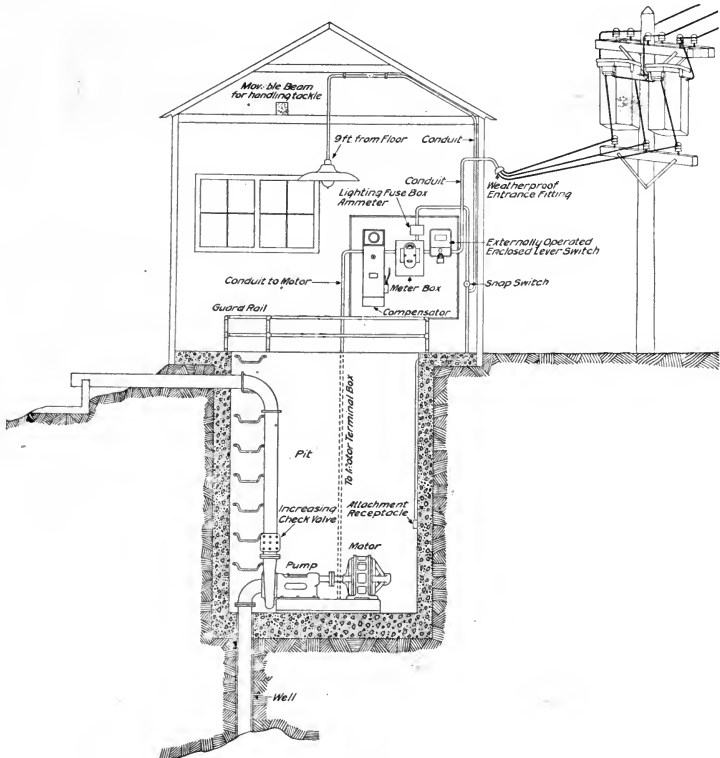 Movable Beam
for handling tackle
9 ft from Floor
Conduit
Conduit
Lighting Fuse Box
Ammeter
Weatherproof
Entrance Fitting
Externally Operated
Enclosed Lever Switch
Conduit to Motor
Meter Box
Snap Switch
Compensator
Guard Rail
To Motor Terminal Box
Pit
Increasing
Check Valve
Attachment
Receptacle
Pump
Motor
Well